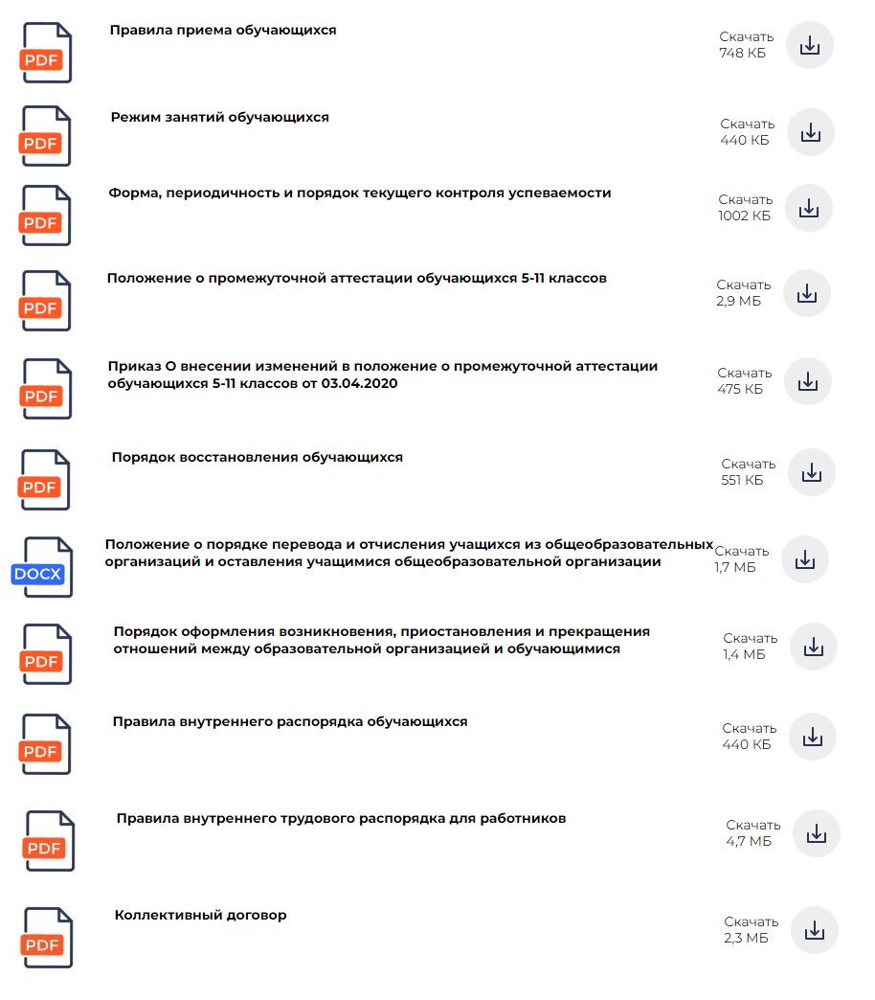 Правила приема обучающихся
Скачать
748 КБ
PDF
Режим занятий обучающихся
Скачать
440 КБ
PDF
Форма, периодичность и порядок текущего контроля успеваемости
Скачать
1002 КБ
PDF
Положение о промежуточной аттестации обучающихся 5-11 классов
Скачать
2,9 МБ
PDF
Приказ О внесении изменений в положение о промежуточной аттестации
обучающихся 5-11 классов от 03.04.2020
Скачать
475 КБ
PDF
Порядок восстановления обучающихся
Скачать
551 КБ
PDF
Положение о порядке перевода и отчисления учащихся из общеобразовательных
организаций и оставления учащимися общеобразовательной организации
Скачать
1,7 МБ
DOCX
Порядок оформления возникновения, приостановления и прекращения
отношений между образовательной организацией и обучающимися
Скачать
1,4 МБ
PDF
Правила внутреннего распорядка обучающихся
Скачать
440 КБ
PDF
Правила внутреннего трудового распорядка для работников
Скачать
4,7 МБ
PDF
Коллективный договор
Скачать
2,3 МБ
PDF